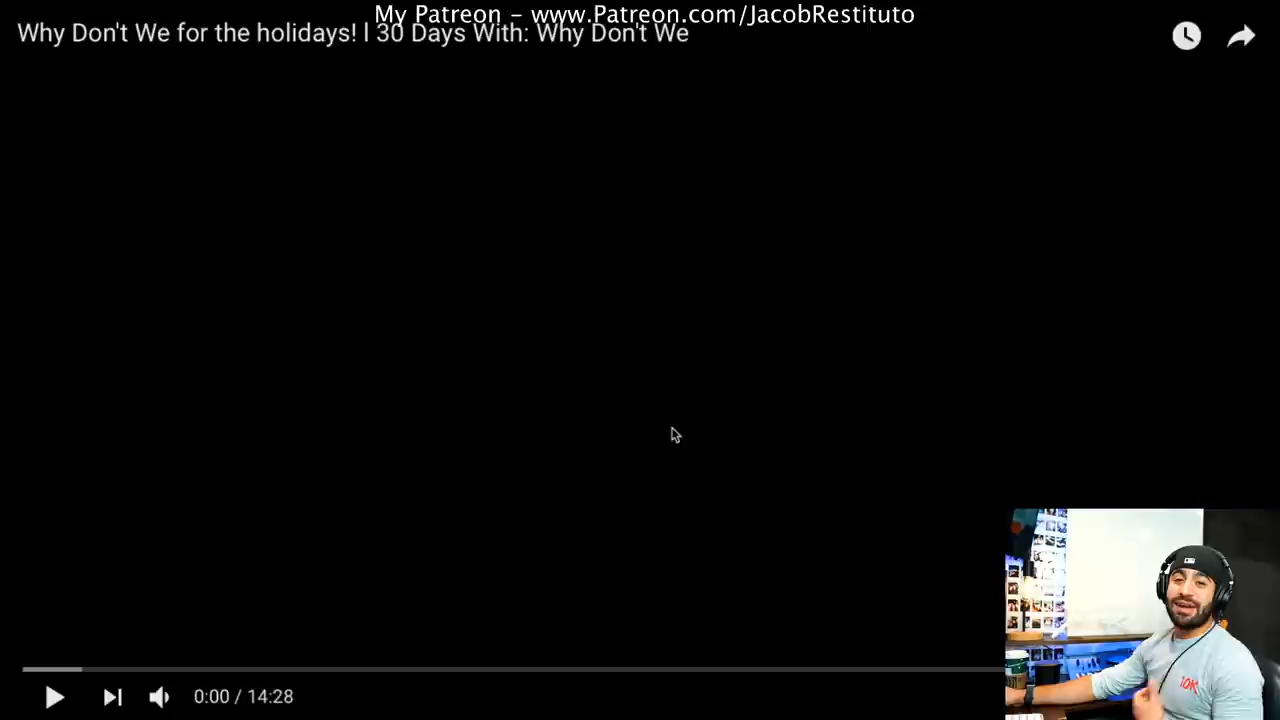 My Patreon - www.Patreon.com/JacobRestituto
Why Don't We for the holidays! l 30 Days With: Why Don't We
10K
0:00 / 14:28